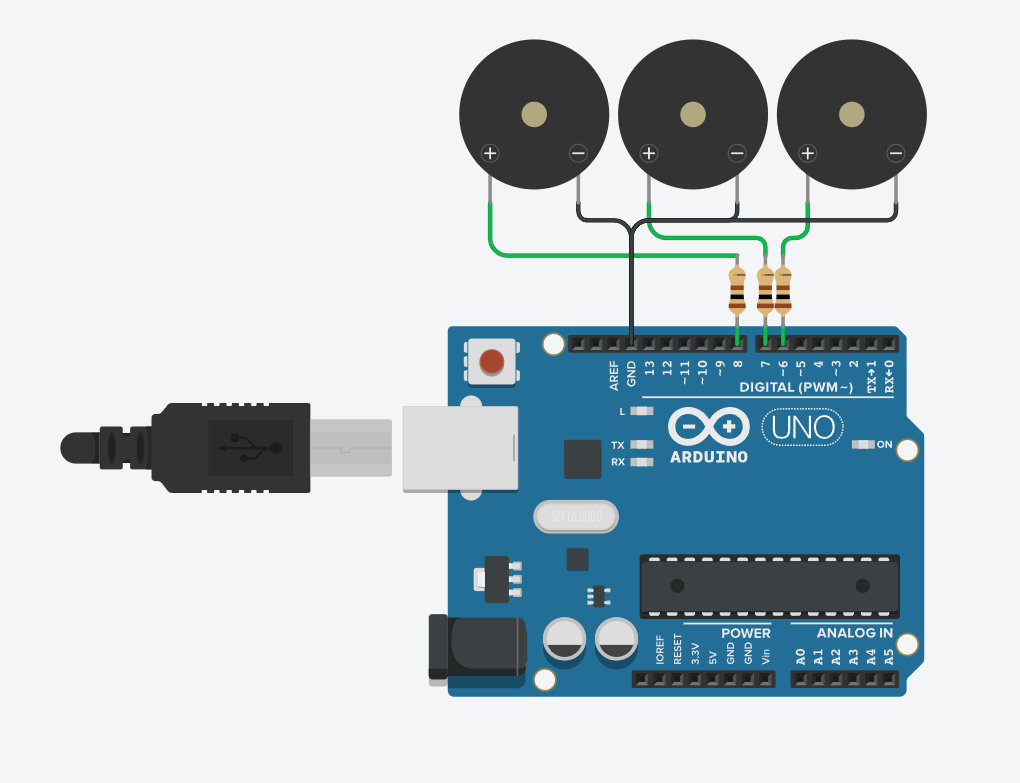 + − + − + −
AREF
GND
13
12
~11
~10
~9
8
7
~6
~5
4
~3
2
TX→1
RX←0
DIGITAL (PWM~)
L
TX
RX
ON
UNO
ARDUINO
SPK16.000G
POWER
ANALOG IN
IOREF
RESET
3.3V
5V
GND
GND
Vin
A0
A1
A2
A3
A4
A5